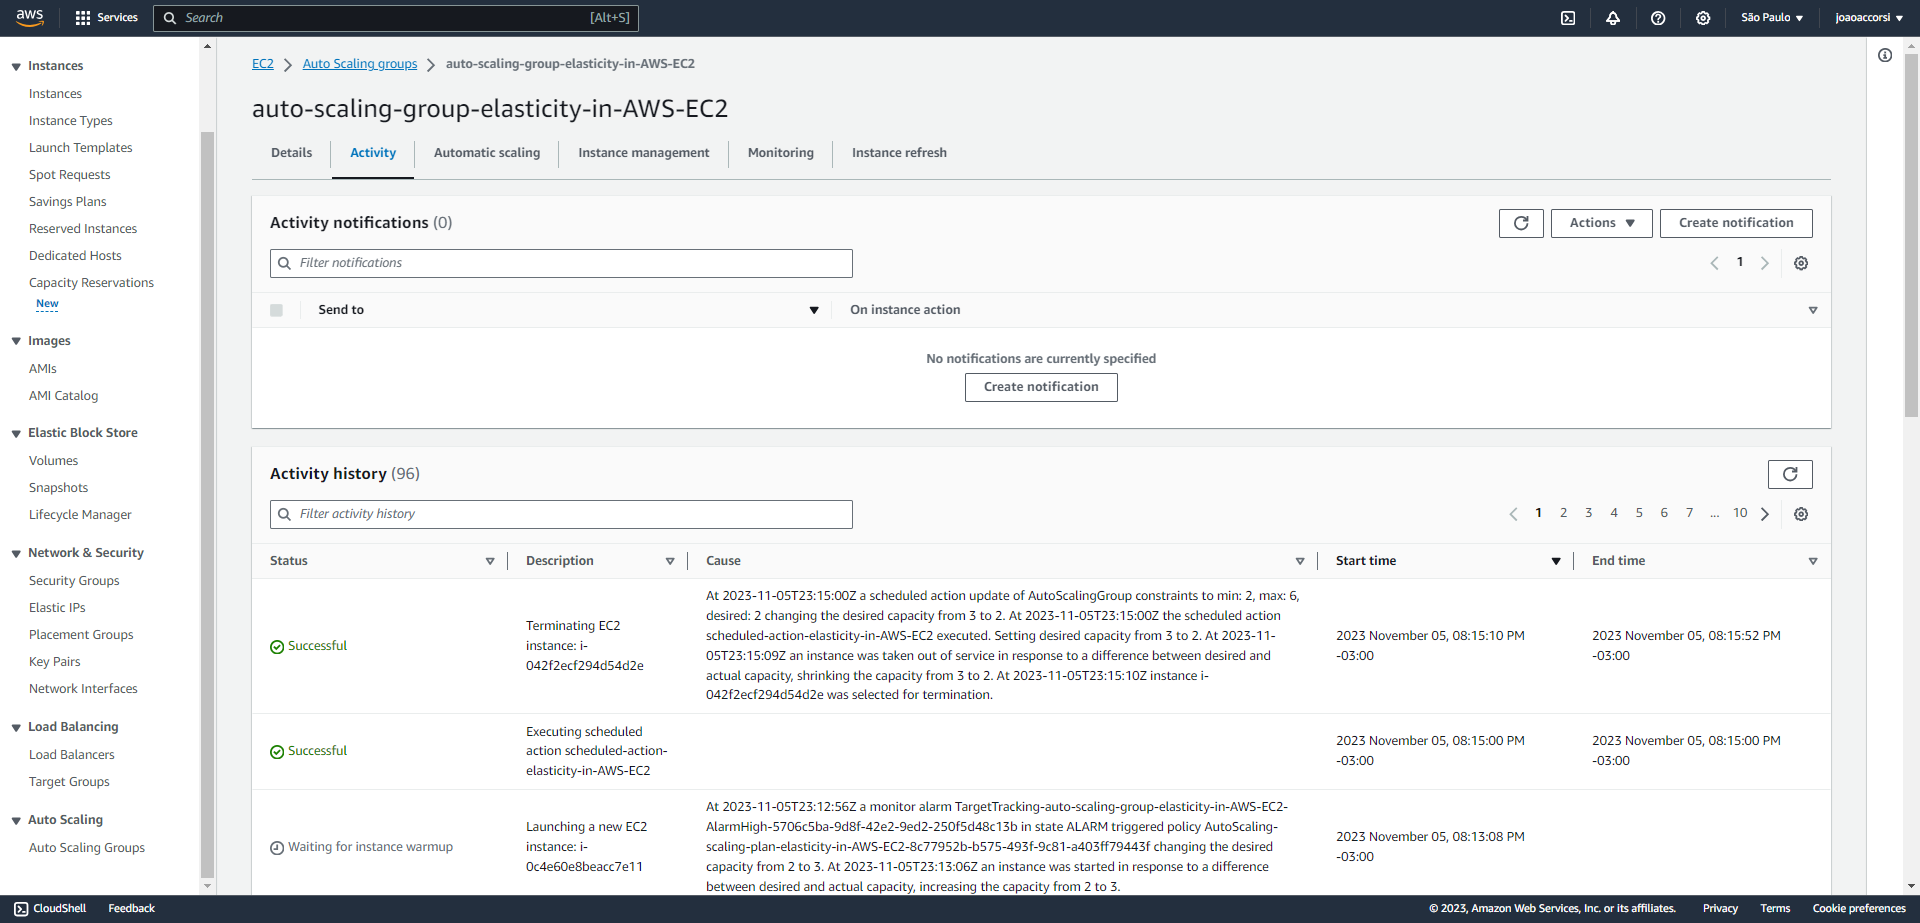 aws
Services
Search
[Alt+S]
São Paulo
joaoaccorsi
Instances
Instances
Instance Types
Launch Templates
Spot Requests
Savings Plans
Reserved Instances
Dedicated Hosts
Capacity Reservations
New
Images
AMIs
AMI Catalog
Elastic Block Store
Volumes
Snapshots
Lifecycle Manager
Network & Security
Security Groups
Elastic IPs
Placement Groups
Key Pairs
Network Interfaces
Load Balancing
Load Balancers
Target Groups
Auto Scaling
Auto Scaling Groups
EC2
Auto Scaling groups
auto-scaling-group-elasticity-in-AWS-EC2
auto-scaling-group-elasticity-in-AWS-EC2
Details
Activity
Automatic scaling
Instance management
Monitoring
Instance refresh
Activity notifications (0)
Actions
Create notification
Filter notifications
1
Send to
On instance action
No notifications are currently specified
Create notification
Activity history (96)
Filter activity history
1 2 3 4 5 6 7 ... 10
Status
Description
Cause
Start time
End time
Successful
Terminating EC2
instance: i-
042f2ecf294d54d2e
At 2023-11-05T23:15:00Z a scheduled action update of AutoScalingGroup constraints to min: 2, max: 6,
desired: 2 changing the desired capacity from 3 to 2. At 2023-11-05T23:15:00Z the scheduled action
scheduled-action-elasticity-in-AWS-EC2 executed. Setting desired capacity from 3 to 2. At 2023-11-
05T23:15:09Z an instance was taken out of service in response to a difference between desired and
actual capacity, shrinking the capacity from 3 to 2. At 2023-11-05T23:15:10Z instance i-
042f2ecf294d54d2e was selected for termination.
2023 November 05, 08:15:10 PM
-03:00
2023 November 05, 08:15:52 PM
-03:00
Successful
Executing scheduled
action scheduled-action-
elasticity-in-AWS-EC2
2023 November 05, 08:15:00 PM
-03:00
2023 November 05, 08:15:00 PM
-03:00
Waiting for instance warmup
Launching a new EC2
instance: i-
0c4e60e8beacc7e11
At 2023-11-05T23:12:56Z a monitor alarm TargetTracking-auto-scaling-group-elasticity-in-AWS-EC2-
AlarmHigh-5706c5ba-9d8f-42e2-9ed2-250f5d48c13b in state ALARM triggered policy AutoScaling-
scaling-plan-elasticity-in-AWS-EC2-8c77952b-b575-493f-9c81-a403ff79443f changing the desired
capacity from 2 to 3. At 2023-11-05T23:13:06Z an instance was started in response to a difference
between desired and actual capacity, increasing the capacity from 2 to 3.
2023 November 05, 08:13:08 PM
-03:00
CloudShell
Feedback
© 2023, Amazon Web Services, Inc. or its affiliates.
Privacy
Terms
Cookie preferences